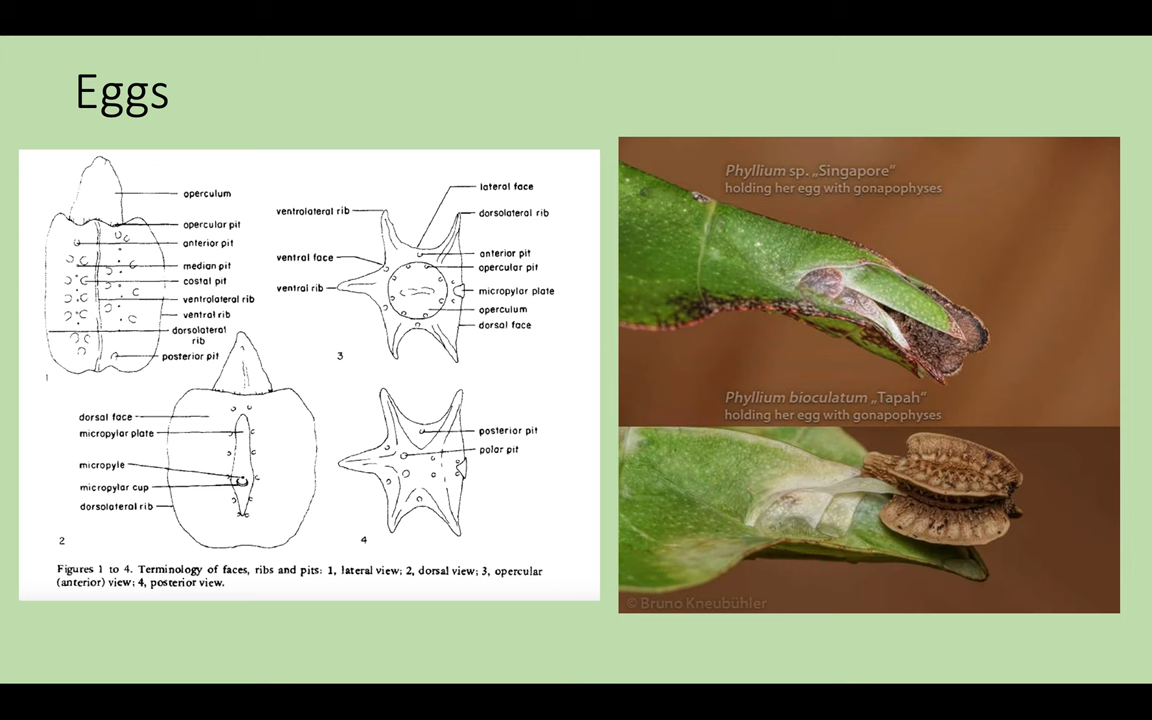 Eggs
operculum
opercular pit
anterior pit
median pit
costal pit
ventrolateral rib
ventral rib
dorsolateral
rib
posterior pit
1
ventrolateral rib
ventral face
ventral rib
lateral face
dorsolateral rib
anterior pit
opercular pit
micropylar plate
operculum
dorsal face
3
dorsal face
micropylar plate
micropyle
micropylar cup
dorsolateral rib
2
posterior pit
polar pit
4
Figures 1 to 4. Terminology of faces, ribs and pits: 1, lateral view; 2, dorsal view; 3, opercular
(anterior) view; 4, posterior view.
Phyllium sp. „Singapore“
holding her egg with gonapophyses
Phyllium bioculatum „Tapah“
holding her egg with gonapophyses
© Bruno Kneubühler